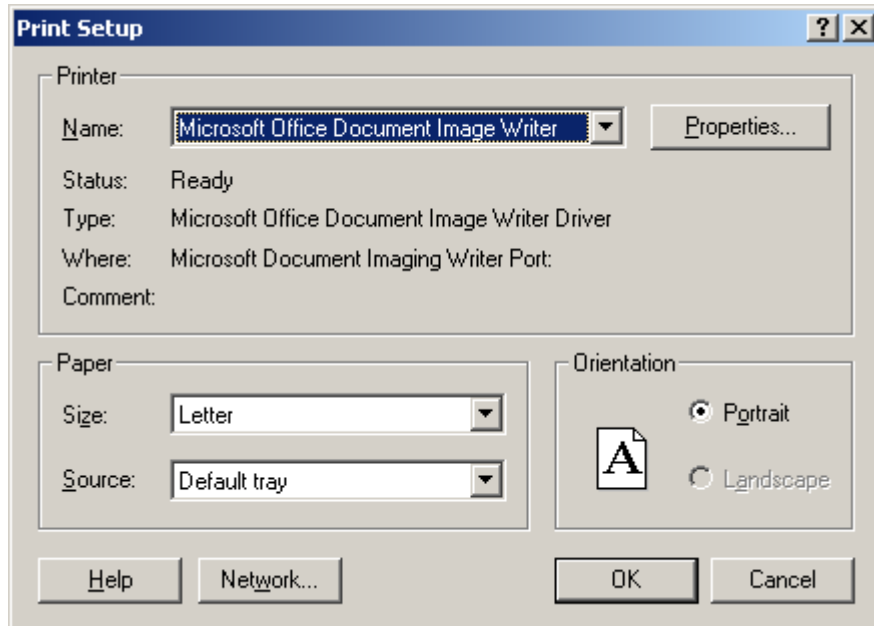 Print Setup
Printer
Name: Microsoft Office Document Image Writer Properties...
Status: Ready
Type: Microsoft Office Document Image Writer Driver
Where: Microsoft Document Imaging Writer Port:
Comment:
Paper Orientation
Size: Letter Portrait
A
Source: Default tray Landscape
Help Network... OK Cancel